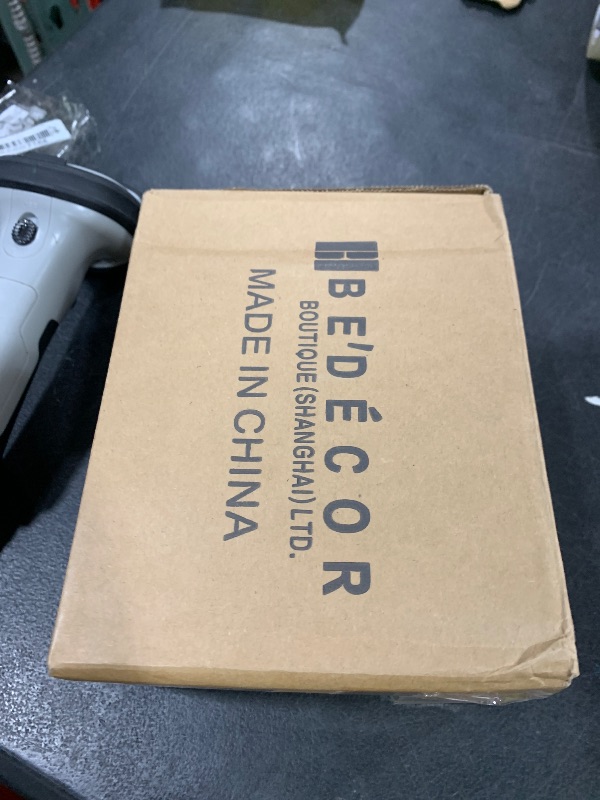 BE'DÉCOR
BOUTIQUE (SHANGHAI) LTD.
MADE IN CHINA